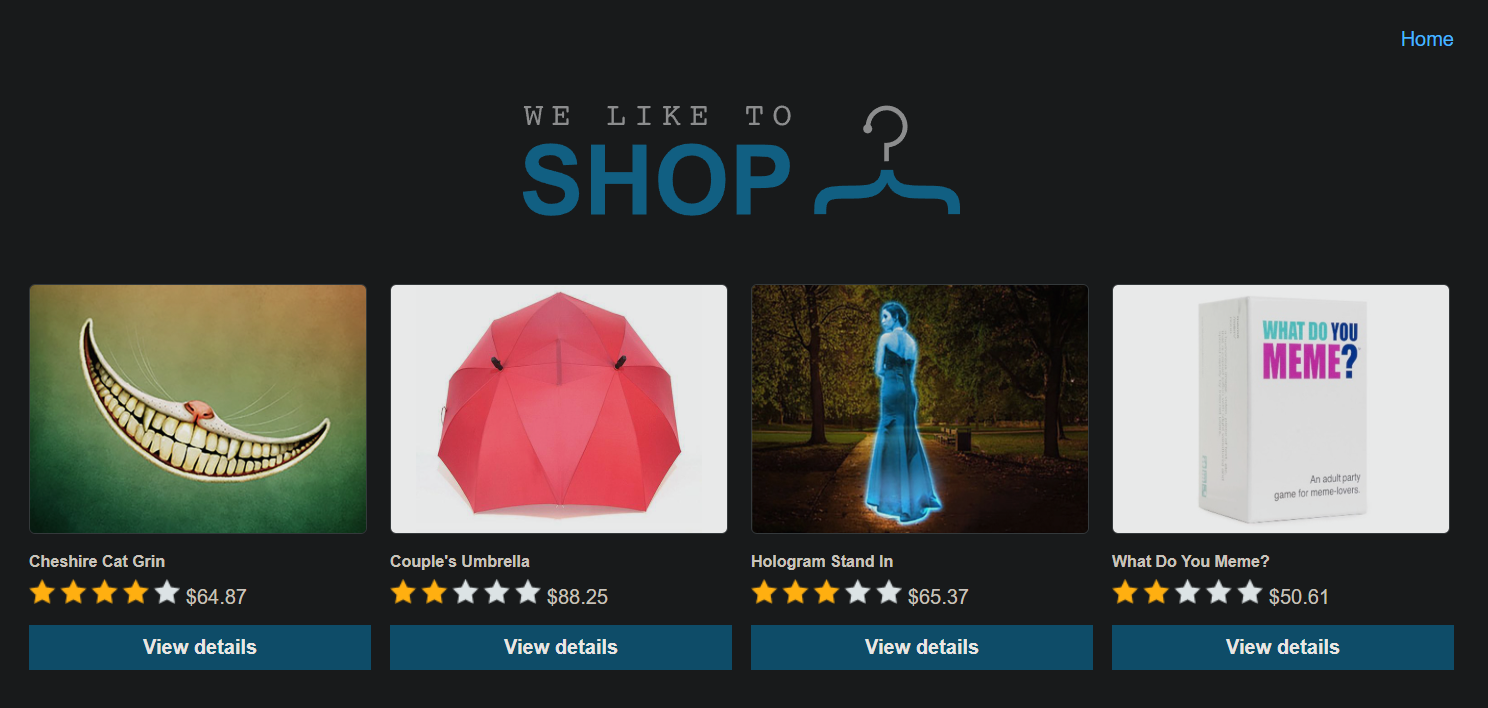 Home
WE LIKE TO
SHOP
WHAT DO YOU
MEME?
An adult party
game for meme-lovers.
Cheshire Cat Grin
$64.87
View details
Couple's Umbrella
$88.25
View details
Hologram Stand In
$65.37
View details
What Do You Meme?
$50.61
View details